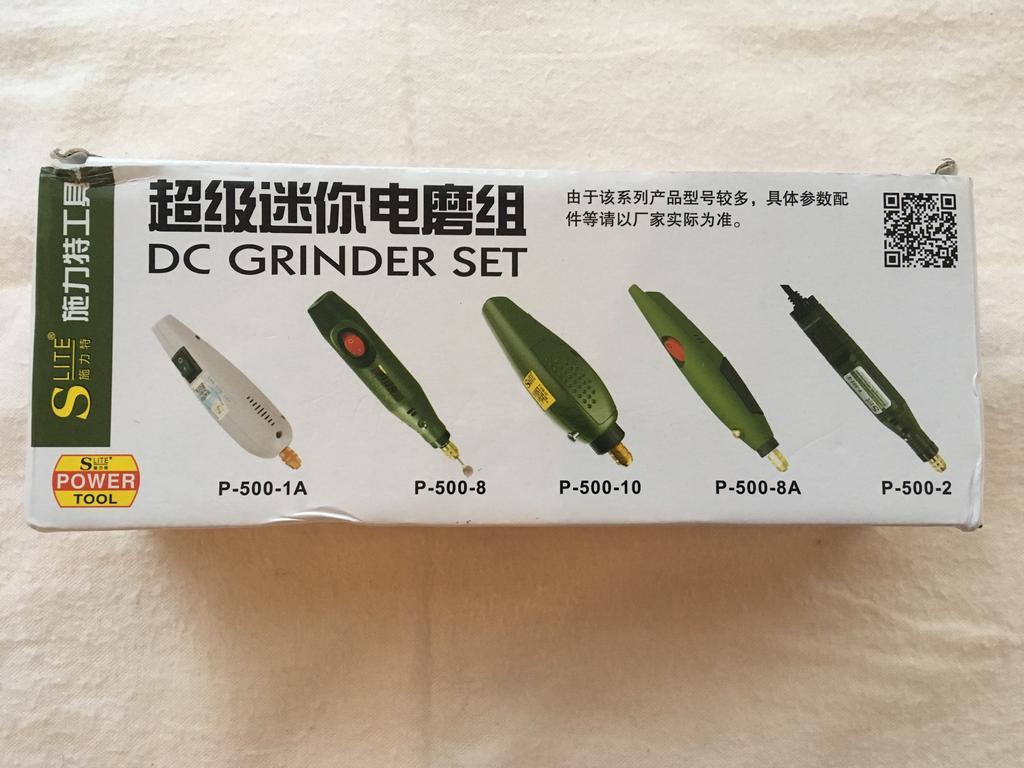 超级迷你电磨组
DC GRINDER SET
由于该系列产品型号较多，具体参数配
件等请以厂家实际为准。
施力特工具
SLITE®
施力特
SLITE®
施力特
POWER
TOOL
P-500-1A
P-500-8
P-500-10
P-500-8A
P-500-2